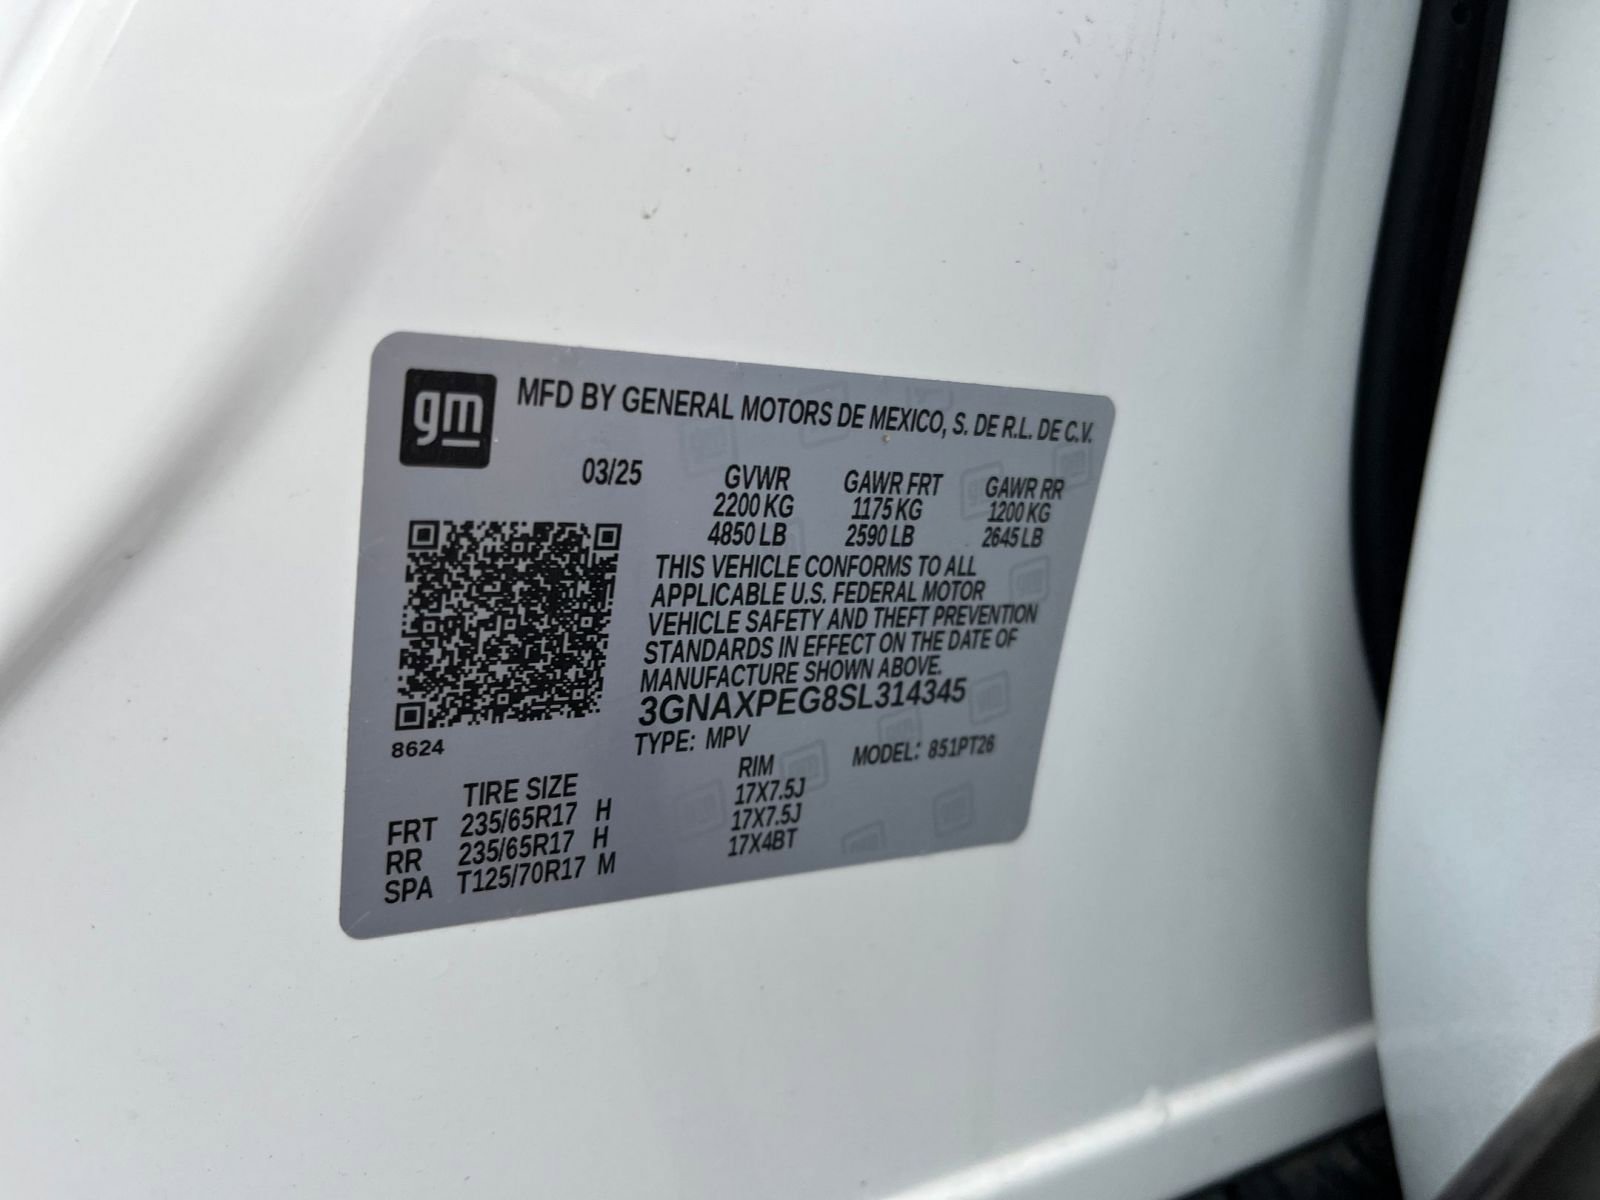 gm
MFD BY GENERAL MOTORS DE MEXICO, S. DE R.L. DE C.V.
03/25 GVWR GAWR FRT GAWR RR
2200 KG 1175 KG 1200 KG
4850 LB 2590 LB 2645 LB
THIS VEHICLE CONFORMS TO ALL
APPLICABLE U.S. FEDERAL MOTOR
VEHICLE SAFETY AND THEFT PREVENTION
STANDARDS IN EFFECT ON THE DATE OF
MANUFACTURE SHOWN ABOVE.
3GNAXPEG8SL314345
8624
TYPE: MPV MODEL: 851PT26
TIRE SIZE RIM
FRT 235/65R17 H 17X7.5J
RR 235/65R17 H 17X7.5J
SPA T125/70R17 M 17X4BT